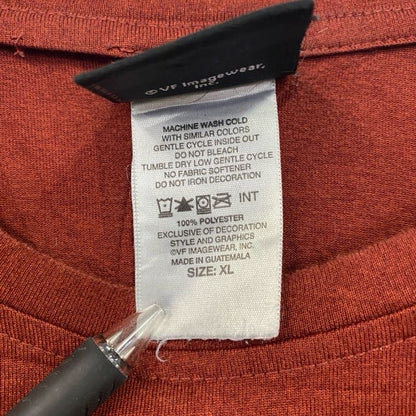 ©VF Imagewear,
Inc.
MACHINE WASH COLD
WITH SIMILAR COLORS
GENTLE CYCLE INSIDE OUT
DO NOT BLEACH
TUMBLE DRY LOW GENTLE CYCLE
NO FABRIC SOFTENER
DO NOT IRON DECORATION
INT
100% POLYESTER
EXCLUSIVE OF DECORATION
STYLE AND GRAPHICS
©VF IMAGEWEAR, INC.
MADE IN GUATEMALA
SIZE: XL